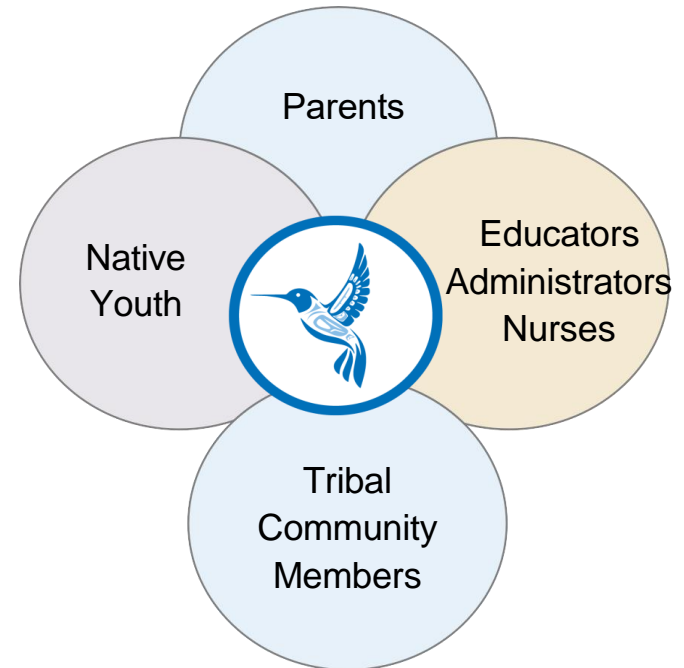 Parents
Native
Youth
Educators
Administrators
Nurses
Tribal
Community
Members